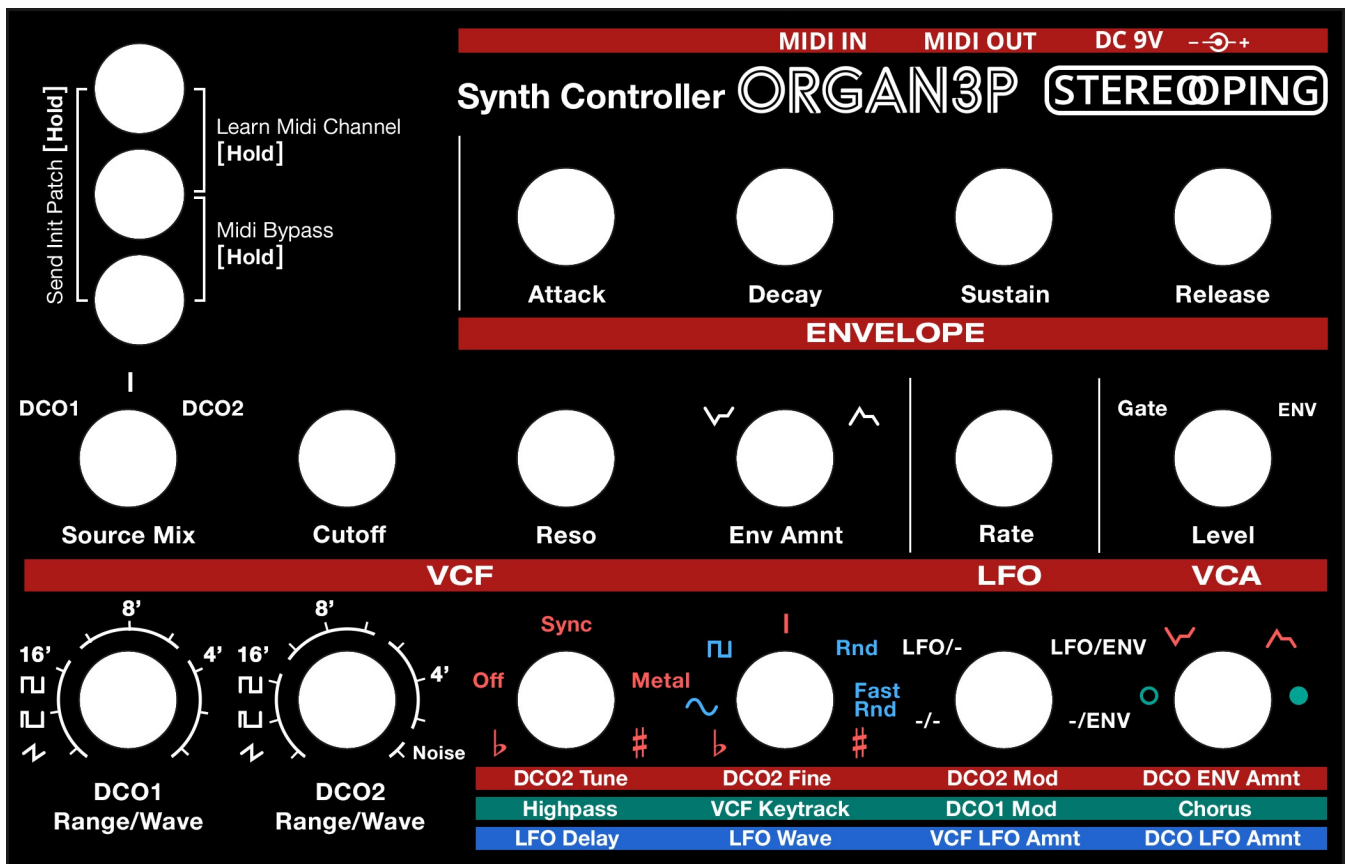 MIDI IN MIDI OUT DC 9V - +
Synth Controller ORGAN3P STEREOPING
Send Init Patch [Hold]
Learn Midi Channel
[Hold]
Midi Bypass
[Hold]
Attack Decay Sustain Release
ENVELOPE
DCO1 I DCO2
Gate ENV
Source Mix Cutoff Reso Env Amnt Rate Level
VCF LFO VCA
16' 8' 4'
16' 8' 4' Noise
Off Sync Metal ♭ ♯
I Rnd Fast Rnd ♭ ♯
LFO/- LFO/ENV
-/- -/ENV
DCO1
Range/Wave
DCO2
Range/Wave
DCO2 Tune DCO2 Fine DCO2 Mod DCO ENV Amnt
Highpass VCF Keytrack DCO1 Mod Chorus
LFO Delay LFO Wave VCF LFO Amnt DCO LFO Amnt